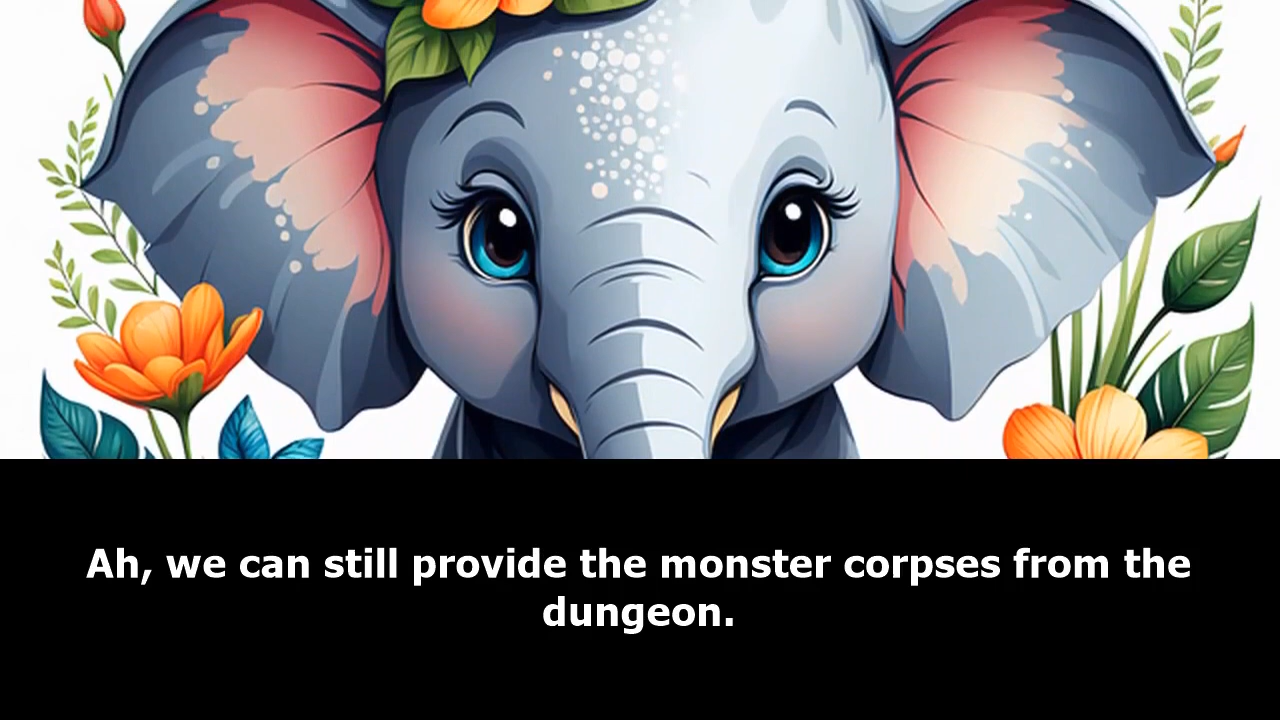 Ah, we can still provide the monster corpses from the
dungeon.